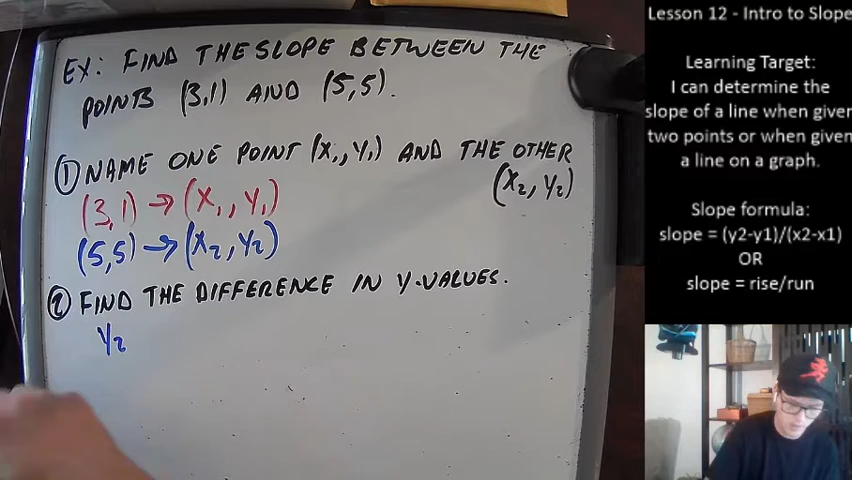 EX: FIND THE SLOPE BETWEEN THE
POINTS (3,1) AND (5,5).
① NAME ONE POINT (X₁, Y₁) AND THE OTHER
(X₂, Y₂)
(3,1) → (X₁, Y₁)
(5,5) → (X₂, Y₂)
② FIND THE DIFFERENCE IN Y-VALUES.
Y₂
Lesson 12 - Intro to Slope
Learning Target:
I can determine the
slope of a line when given
two points or when given
a line on a graph.
Slope formula:
slope = (y2-y1)/(x2-x1)
OR
slope = rise/run